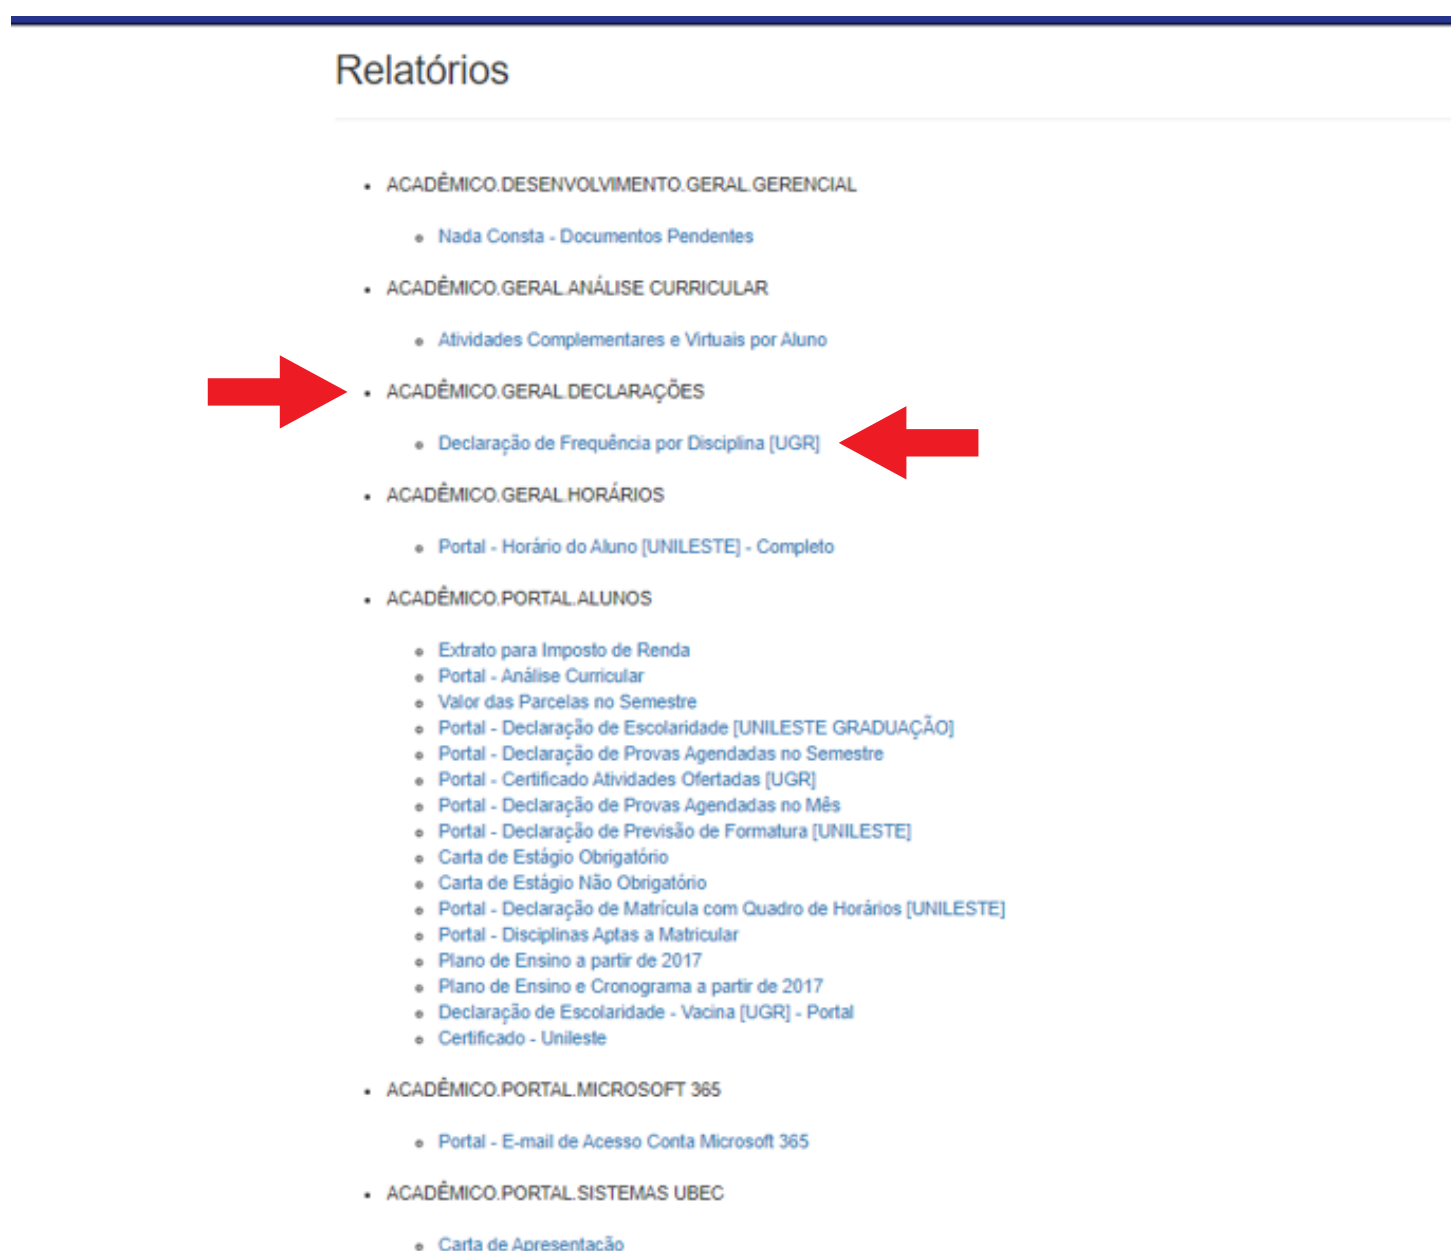 Relatórios
ACADÊMICO.DESENVOLVIMENTO.GERAL.GERENCIAL
Nada Consta - Documentos Pendentes
ACADÊMICO.GERAL.ANÁLISE CURRICULAR
Atividades Complementares e Virtuais por Aluno
ACADÊMICO.GERAL.DECLARAÇÕES
Declaração de Frequência por Disciplina [UGR]
ACADÊMICO.GERAL.HORÁRIOS
Portal - Horário do Aluno [UNILESTE] - Completo
ACADÊMICO.PORTAL.ALUNOS
Extrato para Imposto de Renda
Portal - Análise Curricular
Valor das Parcelas no Semestre
Portal - Declaração de Escolaridade [UNILESTE GRADUAÇÃO]
Portal - Declaração de Provas Agendadas no Semestre
Portal - Certificado Atividades Ofertadas [UGR]
Portal - Declaração de Provas Agendadas no Mês
Portal - Declaração de Previsão de Formatura [UNILESTE]
Carta de Estágio Obrigatório
Carta de Estágio Não Obrigatório
Portal - Declaração de Matrícula com Quadro de Horários [UNILESTE]
Portal - Disciplinas Aptas a Matricular
Plano de Ensino a partir de 2017
Plano de Ensino e Cronograma a partir de 2017
Declaração de Escolaridade - Vacina [UGR] - Portal
Certificado - Unileste
ACADÊMICO.PORTAL.MICROSOFT 365
Portal - E-mail de Acesso Conta Microsoft 365
ACADÊMICO.PORTAL.SISTEMAS UBEC
Carta de Apresentação